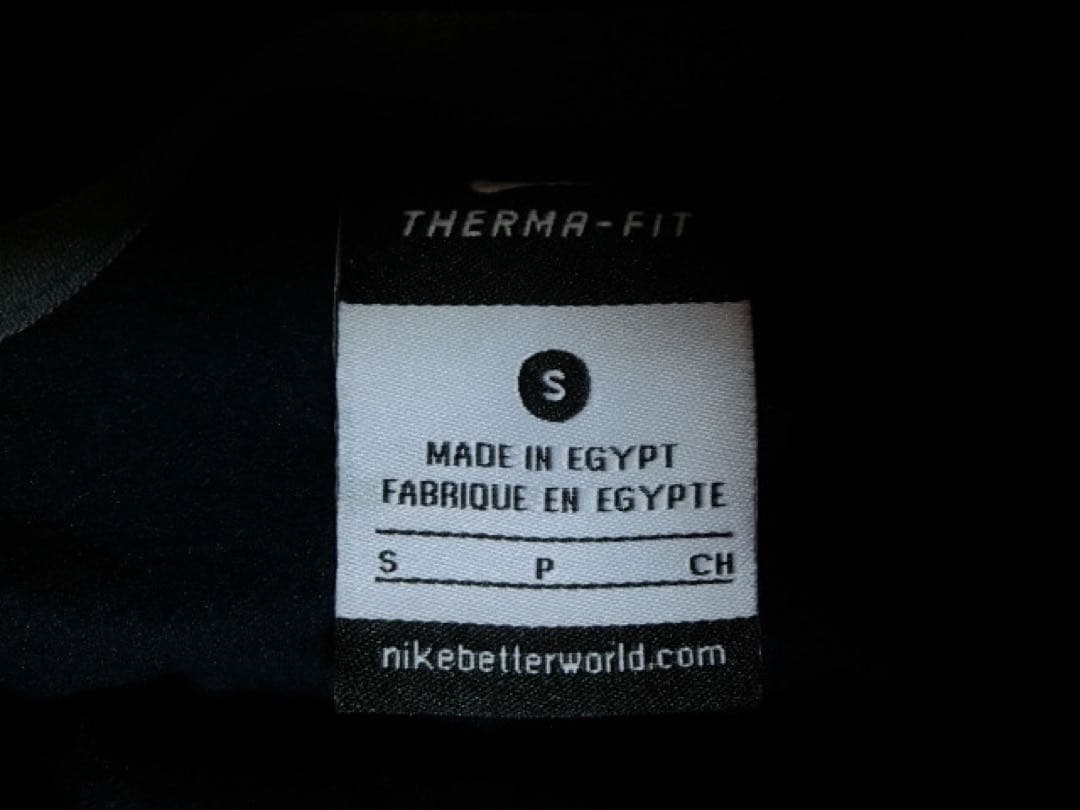 THERMA-FIT
S
MADE IN EGYPT
FABRIQUE EN EGYPTE
S P CH
nikebetterworld.com